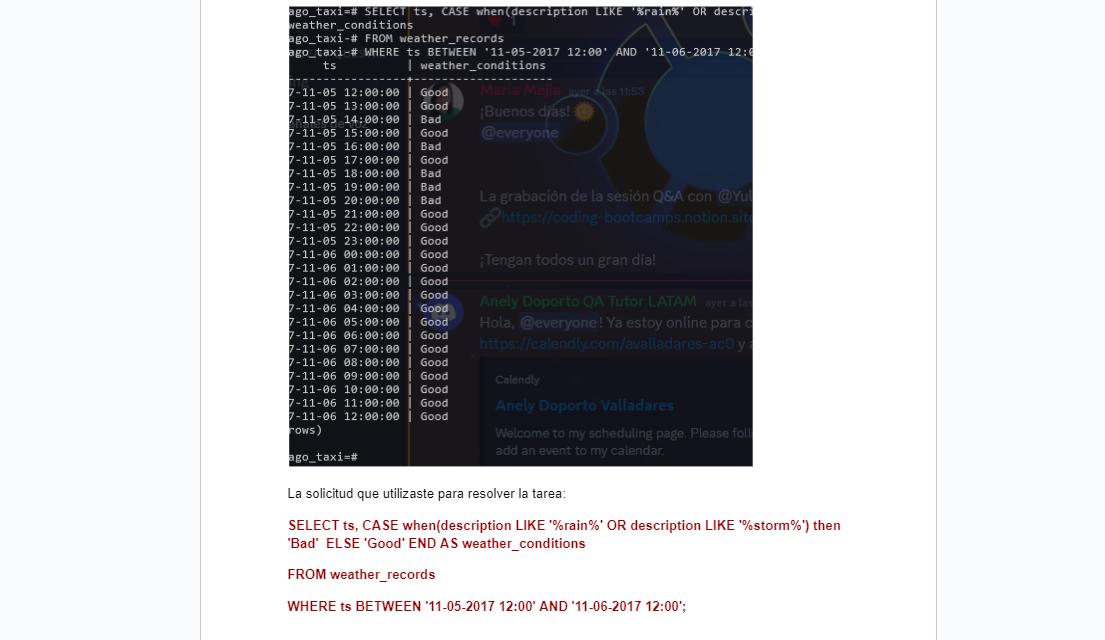 ago_taxi=# SELECT ts, CASE when(description LIKE '%rain%' OR descri
weather_conditions
ago_taxi-# FROM weather_records
ago_taxi-# WHERE ts BETWEEN '11-05-2017 12:00' AND '11-06-2017 12:0
ts | weather_conditions
7-11-05 12:00:00 | Good
7-11-05 13:00:00 | Good
7-11-05 14:00:00 | Bad
7-11-05 15:00:00 | Good
7-11-05 16:00:00 | Bad
7-11-05 17:00:00 | Good
7-11-05 18:00:00 | Bad
7-11-05 19:00:00 | Bad
7-11-05 20:00:00 | Bad
7-11-05 21:00:00 | Good
7-11-05 22:00:00 | Good
7-11-05 23:00:00 | Good
7-11-06 00:00:00 | Good
7-11-06 01:00:00 | Good
7-11-06 02:00:00 | Good
7-11-06 03:00:00 | Good
7-11-06 04:00:00 | Good
7-11-06 05:00:00 | Good
7-11-06 06:00:00 | Good
7-11-06 07:00:00 | Good
7-11-06 08:00:00 | Good
7-11-06 09:00:00 | Good
7-11-06 10:00:00 | Good
7-11-06 11:00:00 | Good
7-11-06 12:00:00 | Good
rows)
ago_taxi=#
Maria Mejia ayer a las 11:53
¡Buenos días!
@everyone
La grabación de la sesión Q&A con @Yul
https://coding-bootcamps.notion.site
¡Tengan todos un gran día!
Anely Doporto QA Tutor LATAM ayer a las
Hola, @everyone! Ya estoy online para c
https://calendly.com/avalladares-ac0 y a
Calendly
Anely Doporto Valladares
Welcome to my scheduling page. Please foll
add an event to my calendar.
La solicitud que utilizaste para resolver la tarea:
SELECT ts, CASE when(description LIKE '%rain%' OR description LIKE '%storm%') then
'Bad'  ELSE 'Good' END AS weather_conditions
FROM weather_records
WHERE ts BETWEEN '11-05-2017 12:00' AND '11-06-2017 12:00';